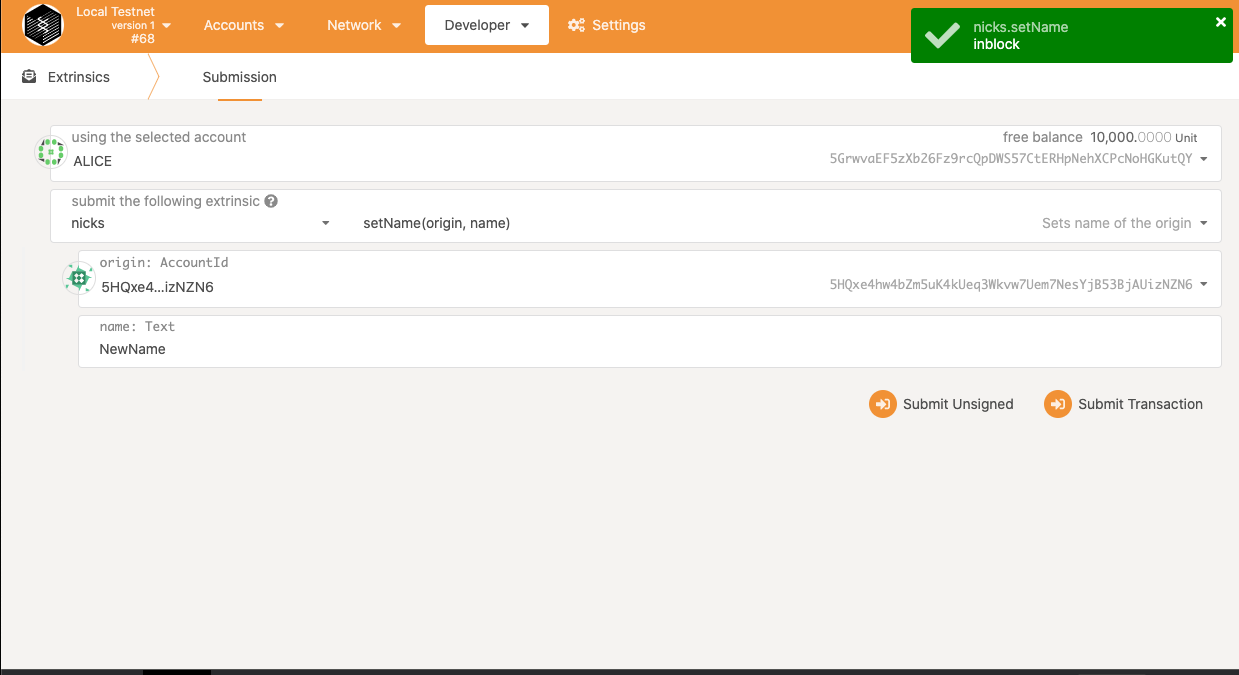 Local Testnet
version 1
#68
Accounts
Network
Developer
Settings
nicks.setName
inblock
Extrinsics
Submission
using the selected account
free balance 10,000.0000 Unit
ALICE
5GrwvaEF5zXb26Fz9rcQpDWS57CtERHpNehXCPcNoHGKutQY
submit the following extrinsic
nicks
setName(origin, name)
Sets name of the origin
origin: AccountId
5HQxe4...izNZN6
5HQxe4hw4bZm5uK4kUeq3Wkvw7Uem7NesYjB53BjAUizNZN6
name: Text
NewName
Submit Unsigned
Submit Transaction